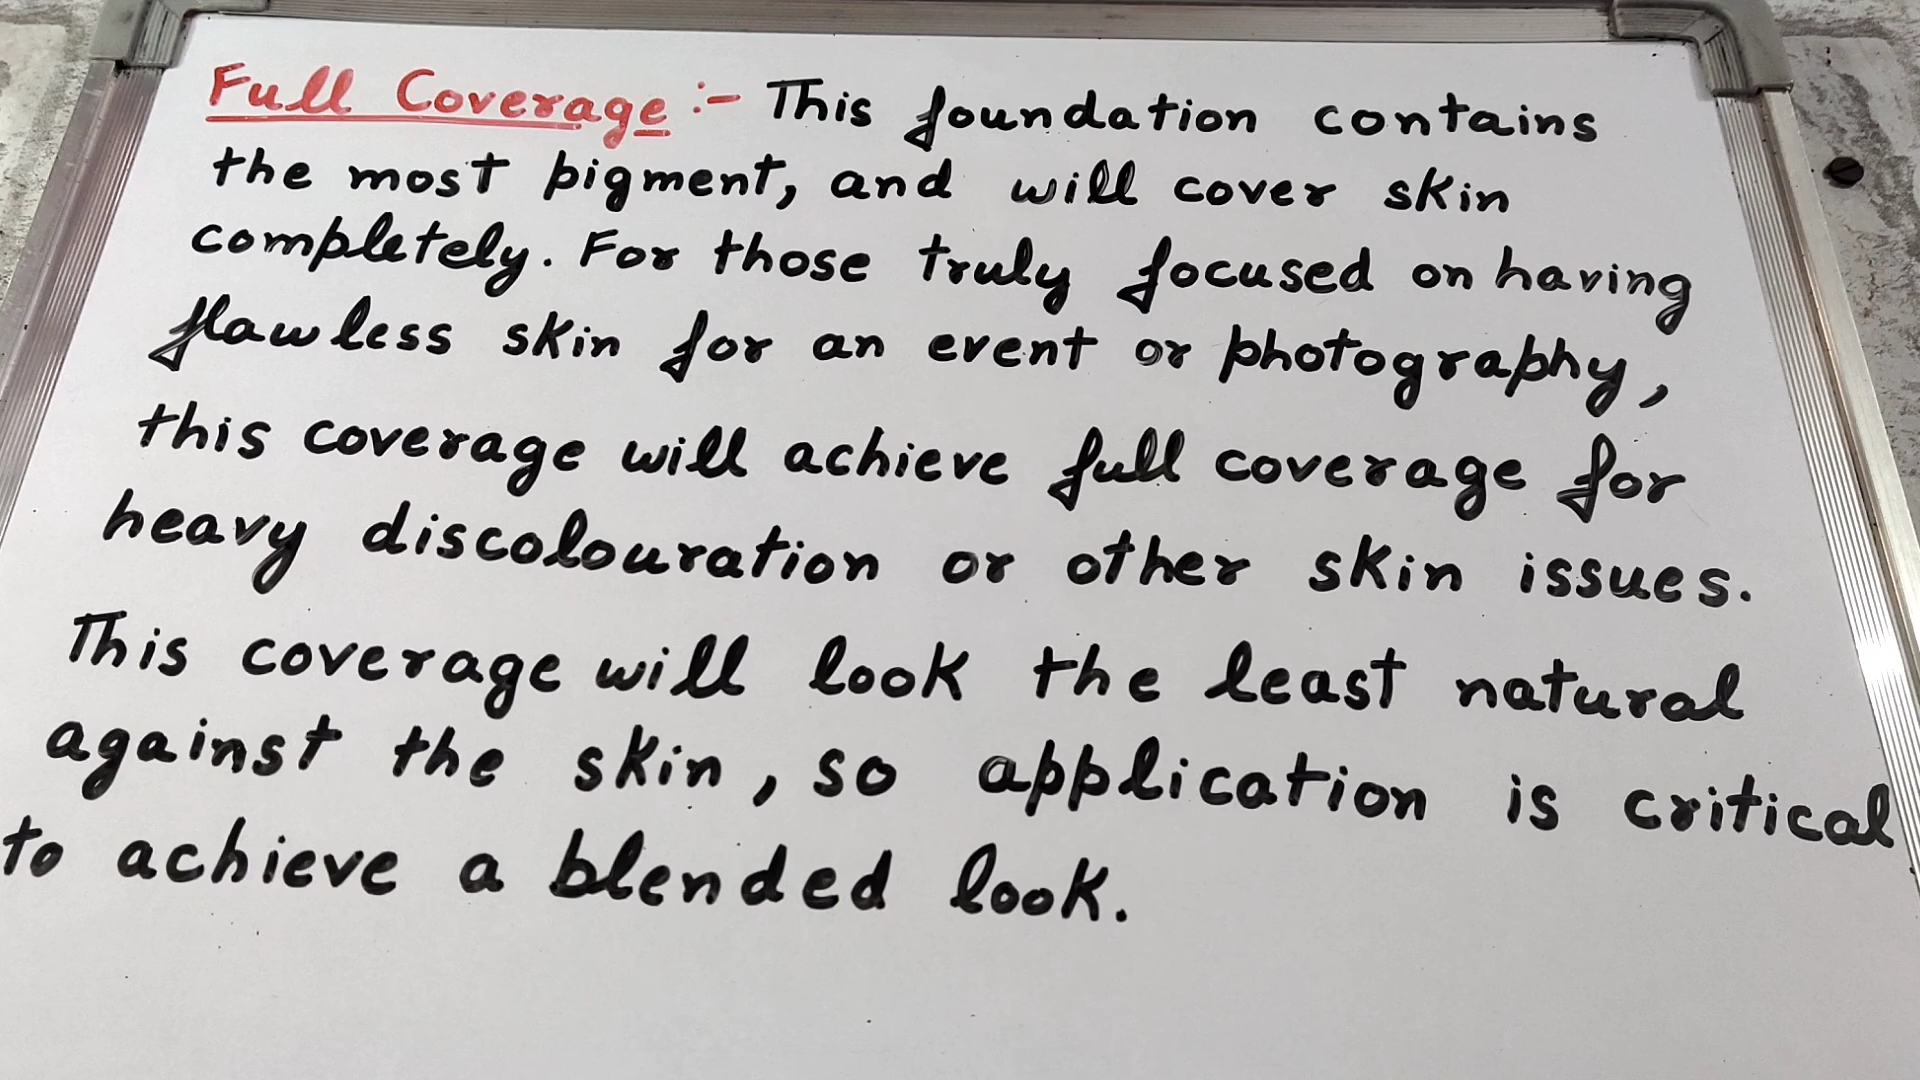 Full Coverage :- This foundation contains
the most pigment, and will cover skin
completely. For those truly focused on having
flawless skin for an event or photography,
this coverage will achieve full coverage for
heavy discolouration or other skin issues.
This coverage will look the least natural
against the skin, so application is critical
to achieve a blended look.